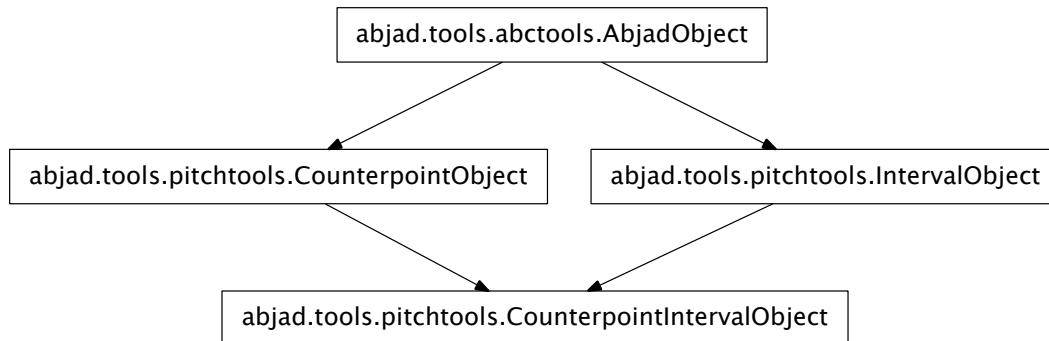 abjad.tools.abctools.AbjadObject
abjad.tools.pitchtools.CounterpointObject
abjad.tools.pitchtools.IntervalObject
abjad.tools.pitchtools.CounterpointIntervalObject